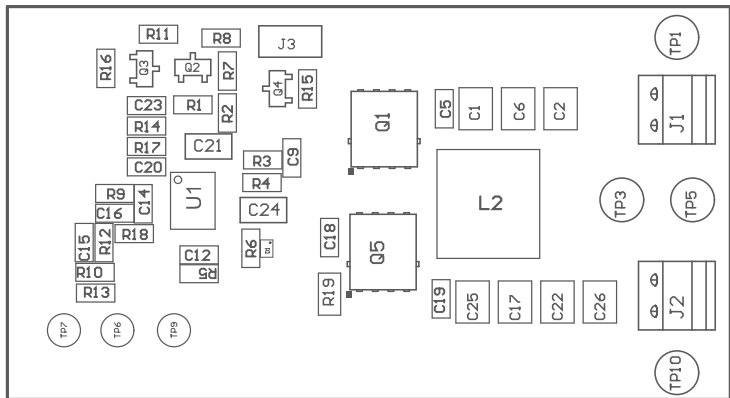 R11
R8
J3
TP1
R16
Q3
Q2
R7
Q4
R15
C23
R1
R2
C5
C1
C6
C2
J1
Q1
R14
R17
C21
C9
C20
R3
R4
L2
R9
C14
U1
TP3
TP5
C16
C24
C15
R12
R18
R6
D1
C18
Q5
C12
R5
R10
R13
R19
C19
C25
C17
C22
C26
J2
TP7
TP6
TP9
TP10